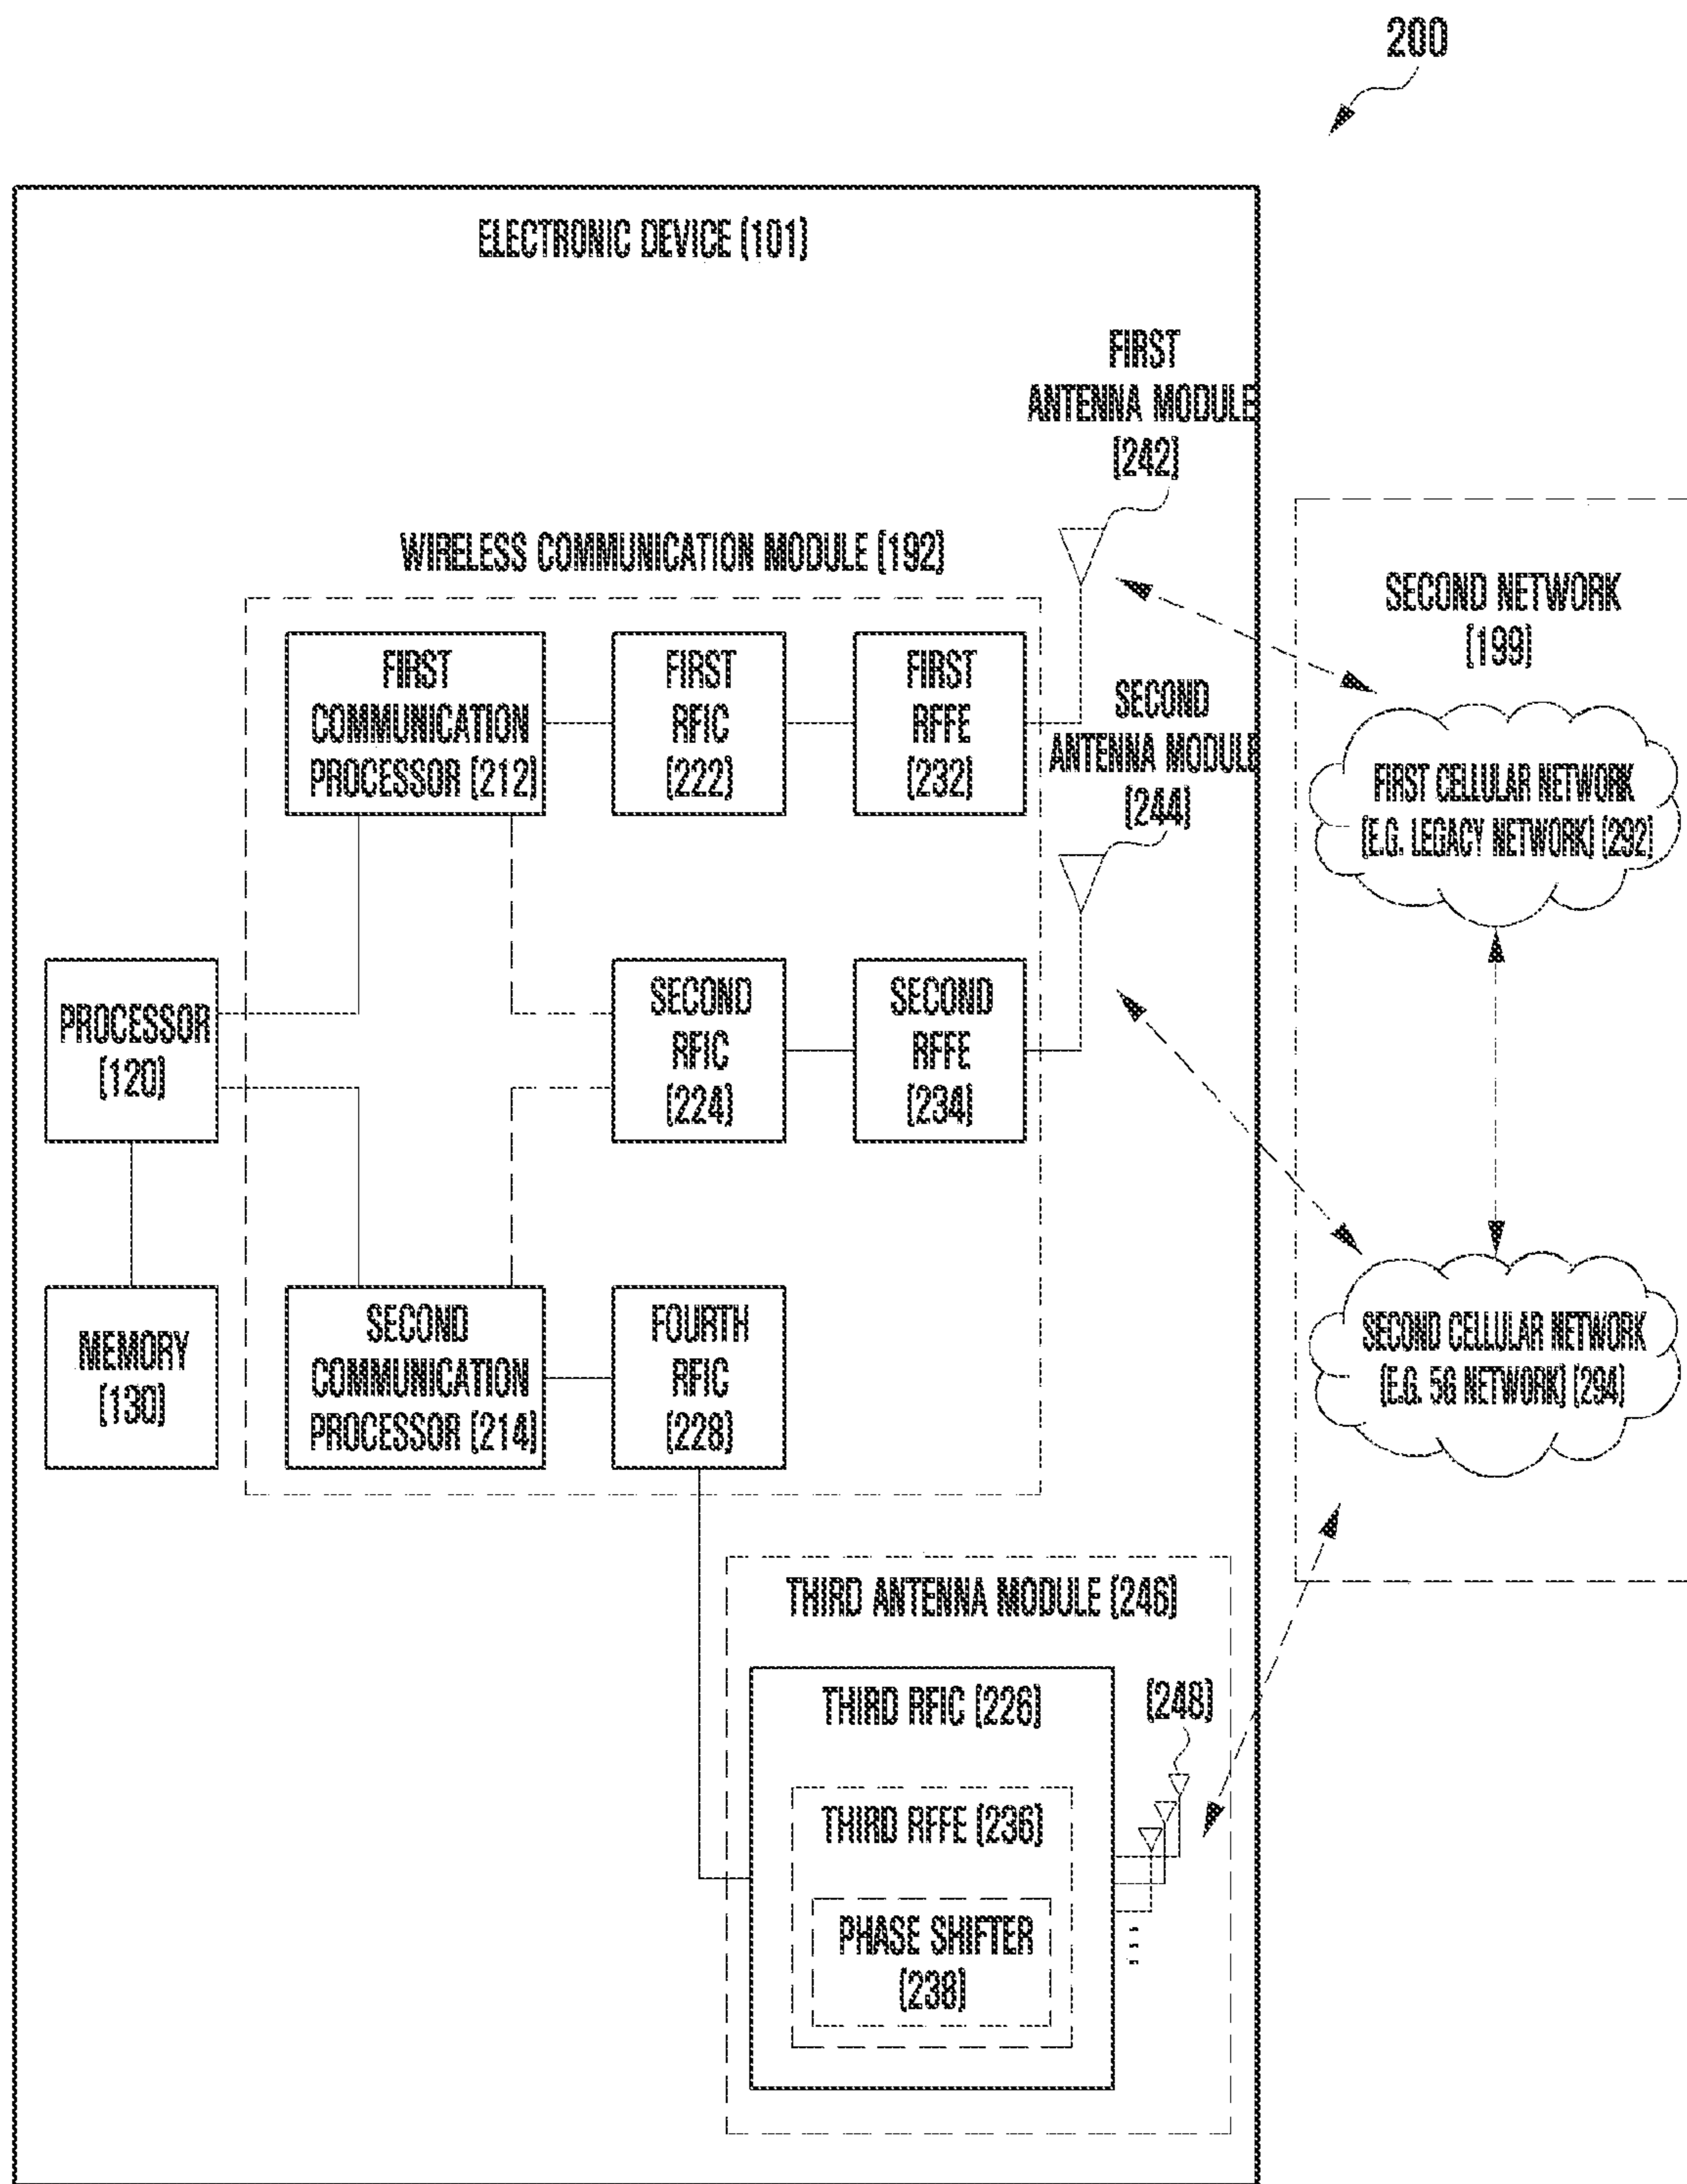 200
ELECTRONIC DEVICE (101)
FIRST
ANTENNA MODULE
(242)
WIRELESS COMMUNICATION MODULE (192)
FIRST
COMMUNICATION
PROCESSOR (212)
FIRST
RFIC
(222)
FIRST
RFFE
(232)
SECOND
ANTENNA MODULE
(244)
SECOND NETWORK
(199)
FIRST CELLULAR NETWORK
(E.G. LEGACY NETWORK) (292)
PROCESSOR
(120)
SECOND
RFIC
(224)
SECOND
RFFE
(234)
MEMORY
(130)
SECOND
COMMUNICATION
PROCESSOR (214)
FOURTH
RFIC
(228)
SECOND CELLULAR NETWORK
(E.G. 5G NETWORK) (294)
THIRD ANTENNA MODULE (246)
THIRD RFIC (226)
(248)
THIRD RFFE (236)
PHASE SHIFTER
(238)